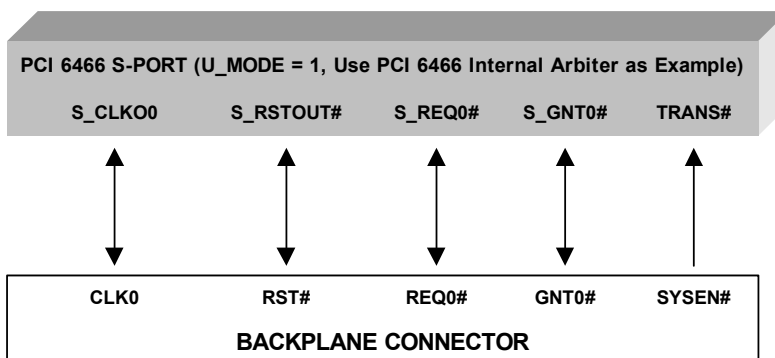 PCI 6466 S-PORT (U_MODE = 1, Use PCI 6466 Internal Arbiter as Example)
S_CLKO0 S_RSTOUT# S_REQ0# S_GNT0# TRANS#
CLK0 RST# REQ0# GNT0# SYSEN#
BACKPLANE CONNECTOR